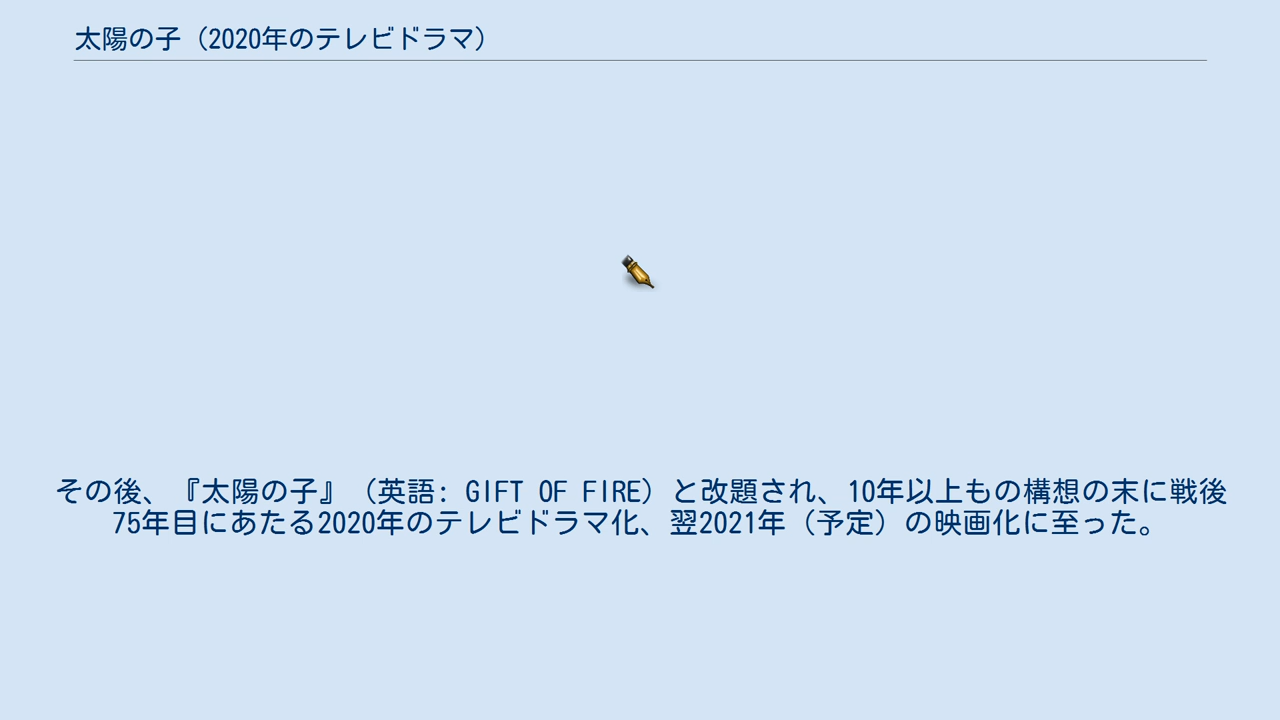 太陽の子（2020年のテレビドラマ）
その後、『太陽の子』（英語: GIFT OF FIRE）と改題され、10年以上もの構想の末に戦後
75年目にあたる2020年のテレビドラマ化、翌2021年（予定）の映画化に至った。